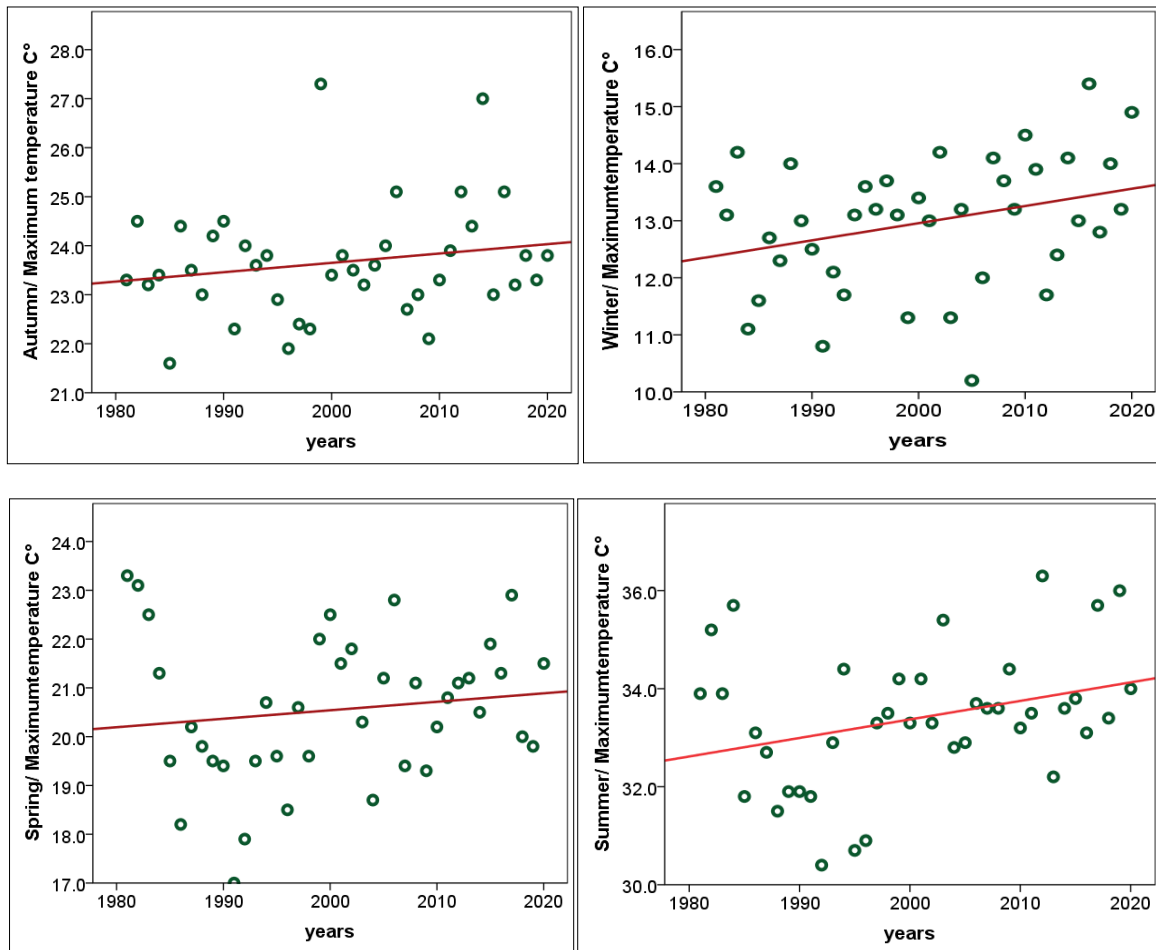 Autumn/ Maximum temperature C°
28.0
27.0
26.0
25.0
24.0
23.0
22.0
21.0
1980 1990 2000 2010 2020
years
Winter/ Maximumtemperature C°
16.0
15.0
14.0
13.0
12.0
11.0
10.0
1980 1990 2000 2010 2020
years
Spring/ Maximumtemperature C°
24.0
23.0
22.0
21.0
20.0
19.0
18.0
17.0
1980 1990 2000 2010 2020
years
Summer/ Maximumtemperature C°
36.0
34.0
32.0
30.0
1980 1990 2000 2010 2020
years